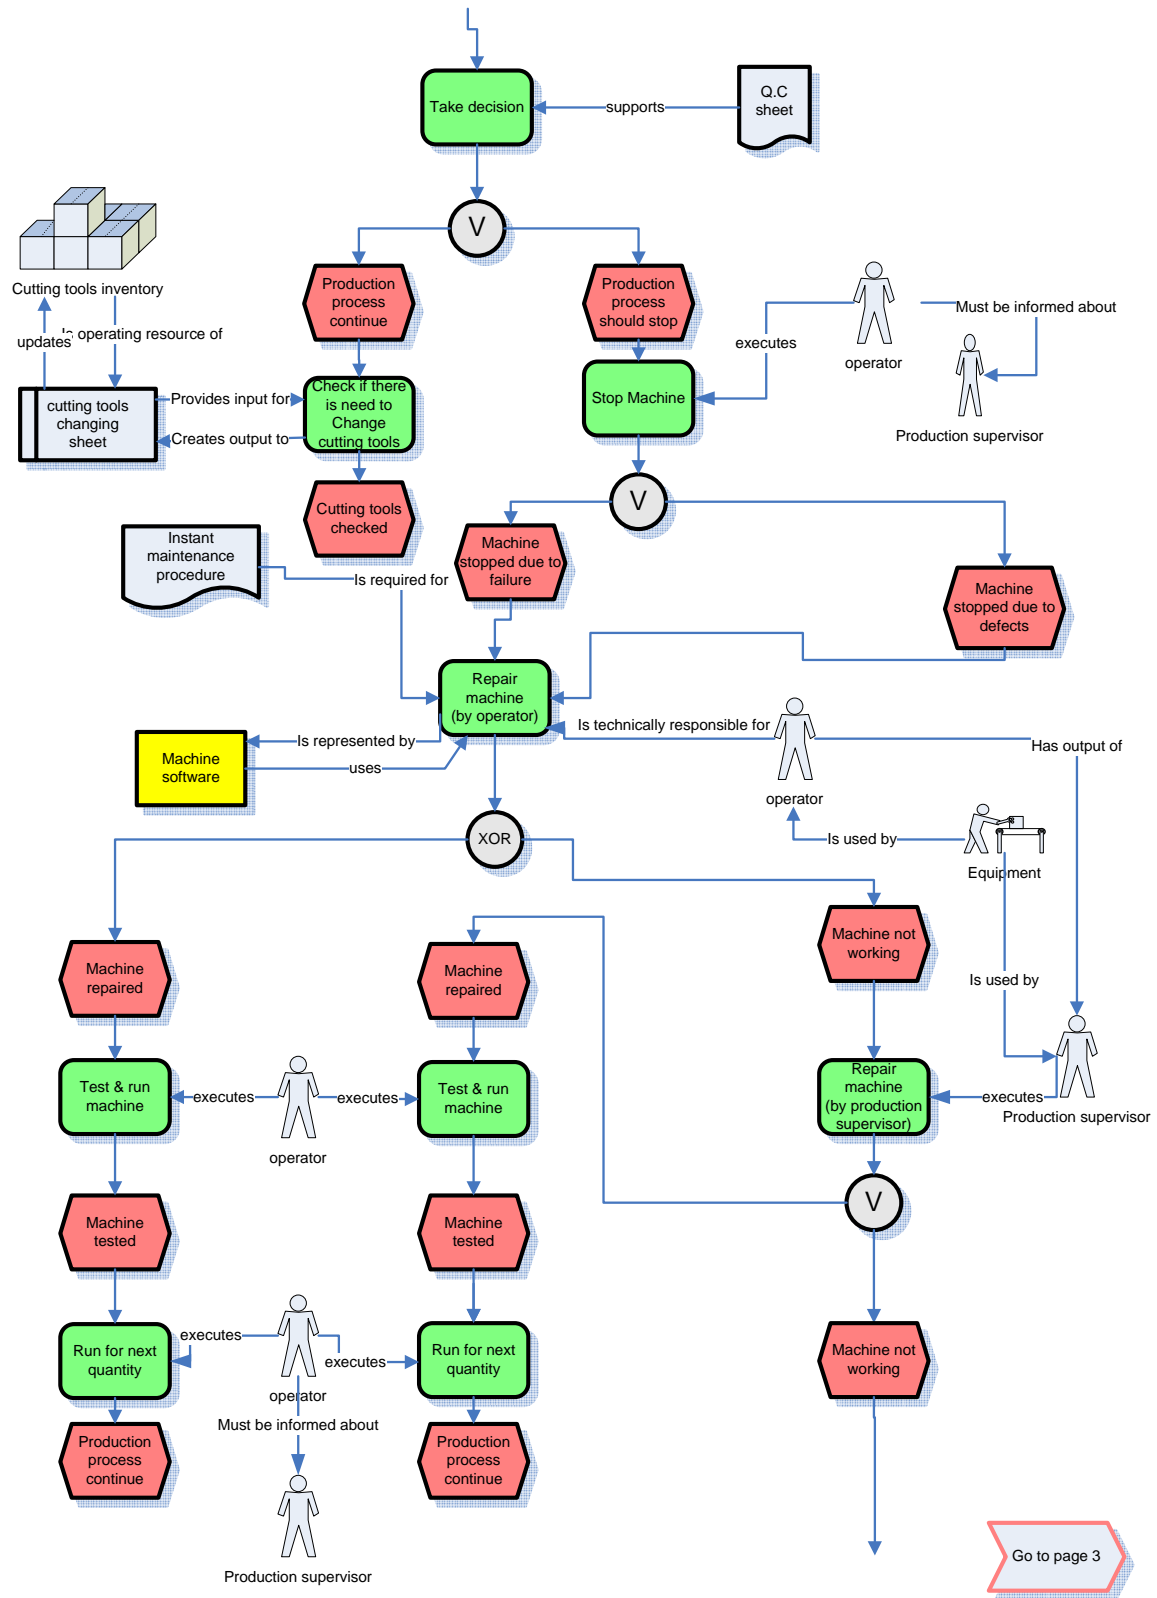 Take decision
supports
Q.C
sheet
V
Cutting tools inventory
updates
Is operating resource of
Production
process
continue
Production
process
should stop
executes
operator
Must be informed about
Production supervisor
cutting tools
changing
sheet
Provides input for
Creates output to
Check if there
is need to
Change
cutting tools
Stop Machine
V
Cutting tools
checked
Instant
maintenance
procedure
Is required for
Machine
stopped due to
failure
Machine
stopped due to
defects
Repair
machine
(by operator)
Is technically responsible for
operator
Has output of
Machine
software
Is represented by
uses
XOR
Is used by
Equipment
Is used by
Machine
repaired
Machine
repaired
Machine not
working
Test & run
machine
executes
operator
executes
Test & run
machine
Repair
machine
(by production
supervisor)
executes
Production supervisor
Machine
tested
Machine
tested
V
Run for next
quantity
executes
operator
executes
Run for next
quantity
Machine not
working
Must be informed about
Production
process
continue
Production
process
continue
Production supervisor
Go to page 3